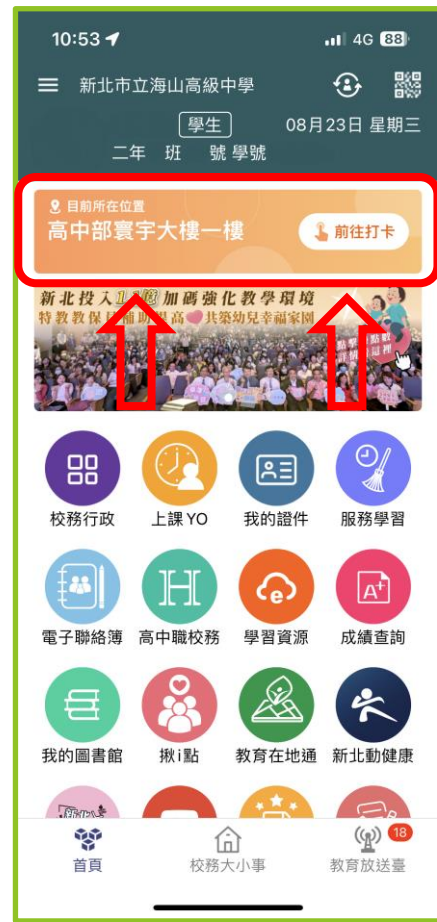 10:53
4G 88
新北市立海山高級中學
學生 08月23日 星期三
二年 班 號 學號
目前所在位置
高中部寰宇大樓一樓
前往打卡
新北投入 億加碼強化教學環境
特教教保 補助 高 共築幼兒幸福家園
校務行政 上課YO 我的證件 服務學習
電子聯絡簿 高中職校務 學習資源 成績查詢
我的圖書館 揪i點 教育在地通 新北動健康
首頁 校務大小事 教育放送臺
18